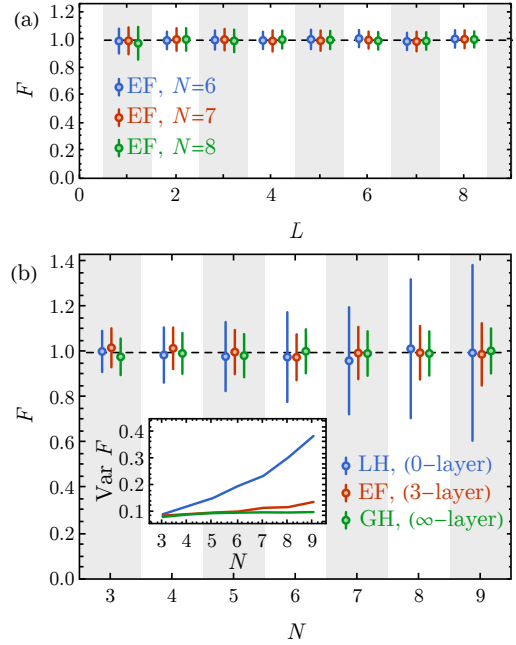 (a)
1.2
1.0
0.8
0.6
0.4
0.2
0.0
F
EF, N=6
EF, N=7
EF, N=8
0 2 4 6 8
L
(b)
1.4
1.2
1.0
0.8
0.6
0.4
0.2
0.0
F
LH, (0−layer)
EF, (3−layer)
GH, (∞−layer)
0.4
0.3
0.2
0.1
Var F
3 4 5 6 7 8 9
N
3 4 5 6 7 8 9
N